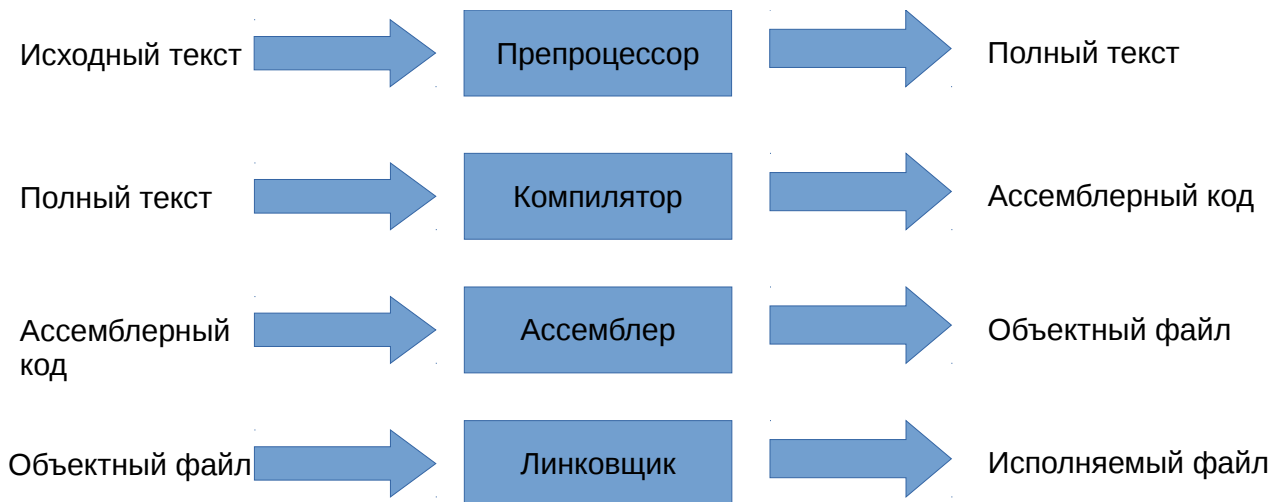 Исходный текст
Препроцессор
Полный текст
Полный текст
Компилятор
Ассемблерный код
Ассемблерный
код
Ассемблер
Объектный файл
Объектный файл
Линковщик
Исполняемый файл